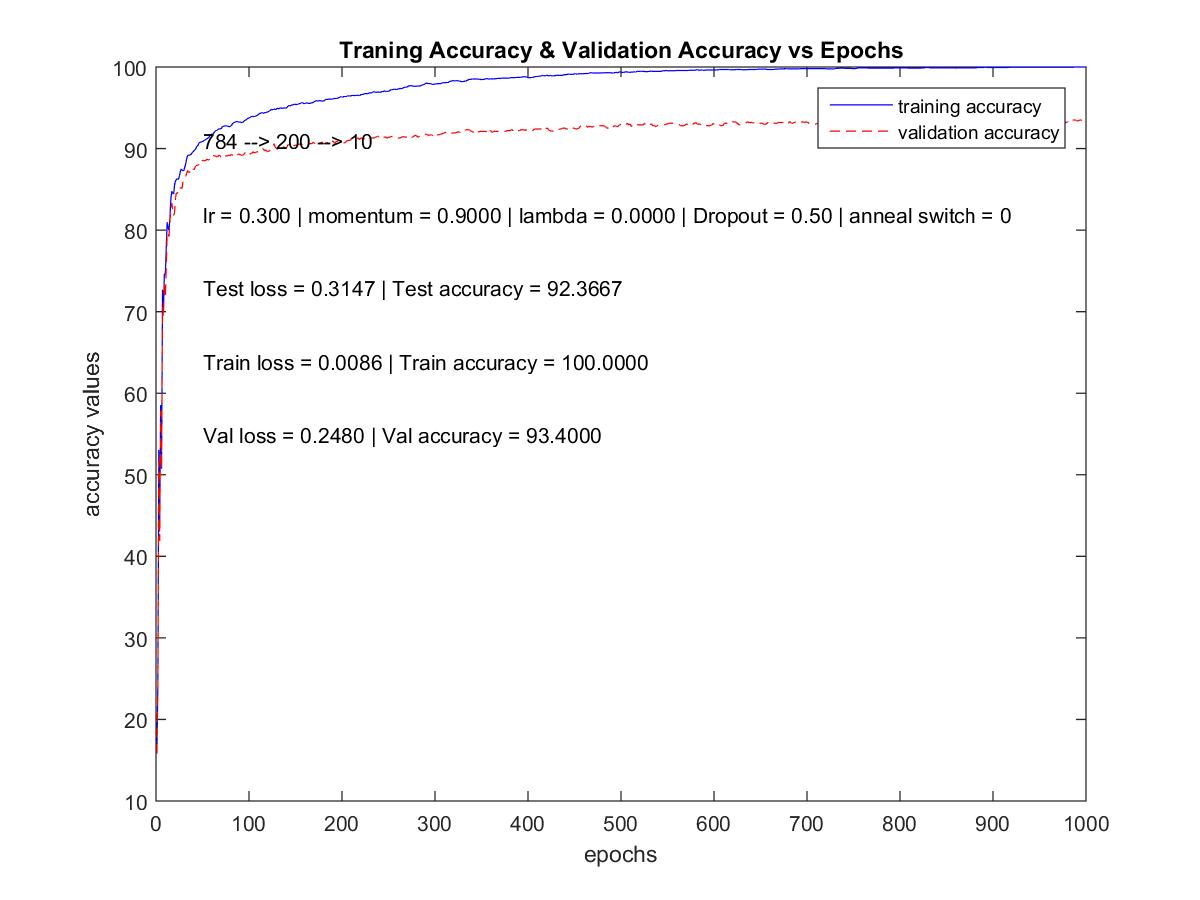 Traning Accuracy & Validation Accuracy vs Epochs
100
90
80
70
60
50
40
30
20
10
accuracy values
training accuracy
validation accuracy
784 --> 200 --> 10
lr = 0.300 | momentum = 0.9000 | lambda = 0.0000 | Dropout = 0.50 | anneal switch = 0
Test loss = 0.3147 | Test accuracy = 92.3667
Train loss = 0.0086 | Train accuracy = 100.0000
Val loss = 0.2480 | Val accuracy = 93.4000
0 100 200 300 400 500 600 700 800 900 1000
epochs